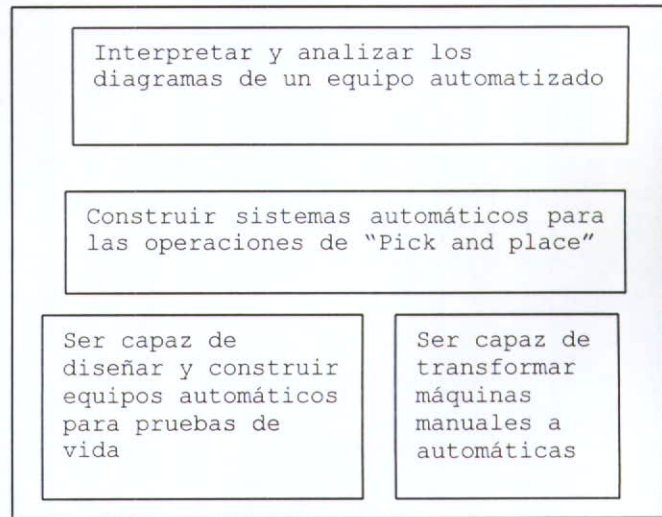 Interpretar y analizar los
diagramas de un equipo automatizado
Construir sistemas automáticos para
las operaciones de “Pick and place”
Ser capaz de
diseñar y construir
equipos automáticos
para pruebas de
vida
Ser capaz de
transformar
máquinas
manuales a
automáticas